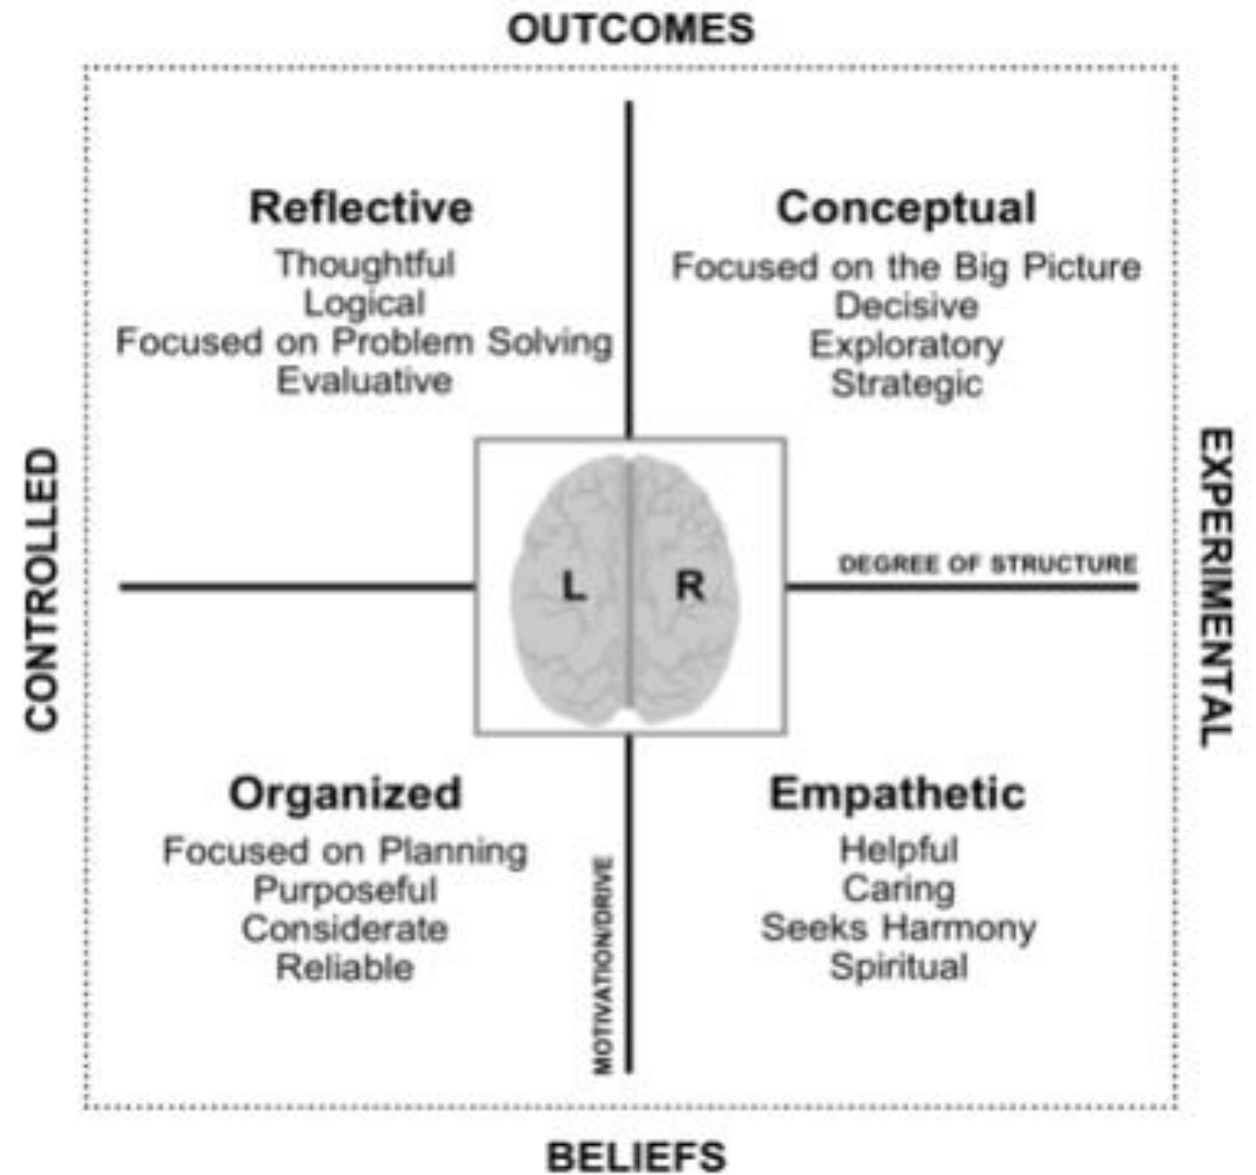 OUTCOMES
Reflective
Thoughtful
Logical
Focused on Problem Solving
Evaluative
Conceptual
Focused on the Big Picture
Decisive
Exploratory
Strategic
CONTROLLED
L
R
DEGREE OF STRUCTURE
EXPERIMENTAL
Organized
Focused on Planning
Purposeful
Considerate
Reliable
MOTIVATION/DRIVE
Empathetic
Helpful
Caring
Seeks Harmony
Spiritual
BELIEFS